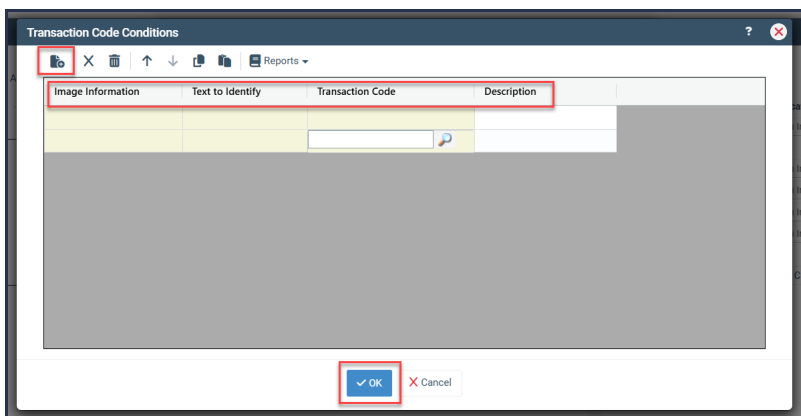 Transaction Code Conditions
?
Reports
Image Information Text to Identify Transaction Code Description
OK Cancel